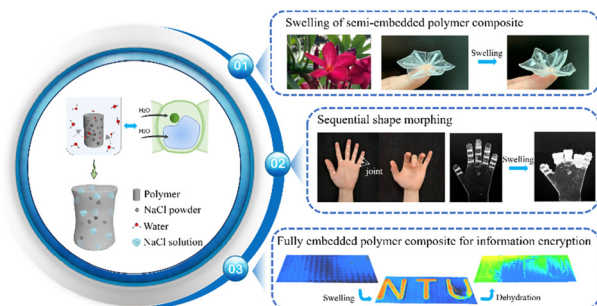 01
Swelling of semi-embedded polymer composite
Swelling
H₂O
H₂O
Polymer
NaCl powder
Water
NaCl solution
02
Sequential shape morphing
joint
Swelling
03
Fully embedded polymer composite for information encryption
NTU
Swelling
Dehydration